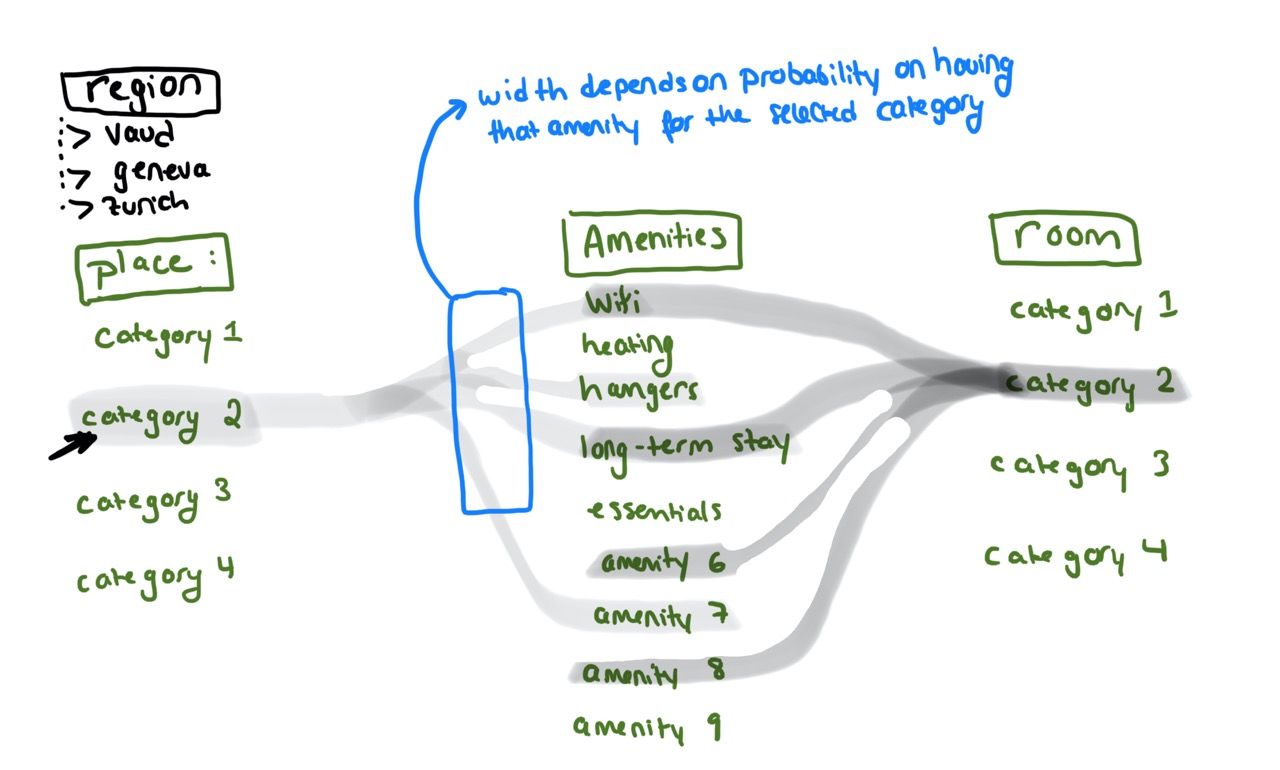 region
> vaud
> geneva
> zurich
width depends on probability on having
that amenity for the selected category
place:
category 1
category 2
category 3
category 4
Amenities
Wifi
heating
hangers
long-term stay
essentials
amenity 6
amenity 7
amenity 8
amenity 9
room
category 1
category 2
category 3
category 4